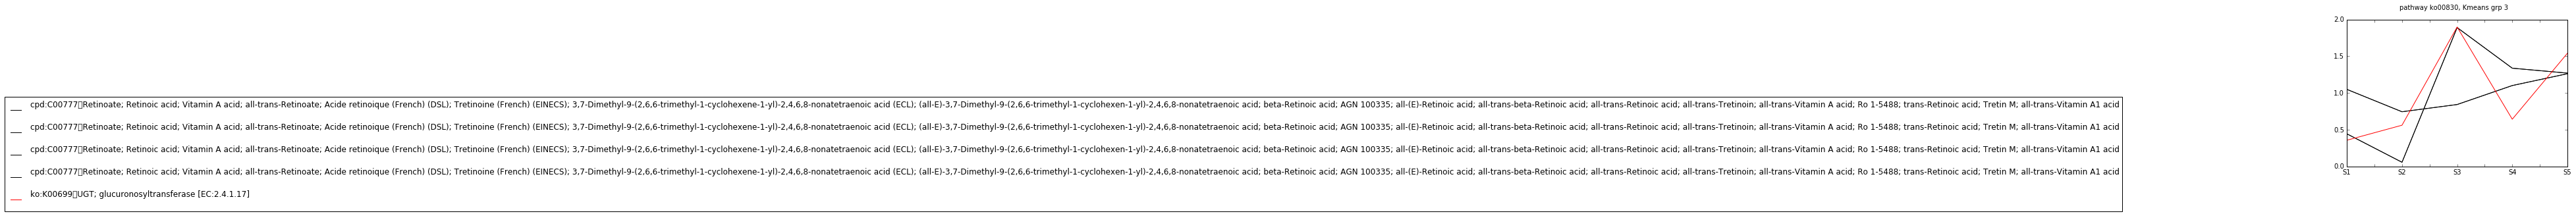 pathway ko00830, Kmeans grp 3
2.0
1.5
1.0
0.5
0.0
S1 S2 S3 S4 S5
cpd:C00777▯Retinoate; Retinoic acid; Vitamin A acid; all-trans-Retinoate; Acide retinoique (French) (DSL); Tretinoine (French) (EINECS); 3,7-Dimethyl-9-(2,6,6-trimethyl-1-cyclohexene-1-yl)-2,4,6,8-nonatetraenoic acid (ECL); (all-E)-3,7-Dimethyl-9-(2,6,6-trimethyl-1-cyclohexen-1-yl)-2,4,6,8-nonatetraenoic acid; beta-Retinoic acid; AGN 100335; all-(E)-Retinoic acid; all-trans-beta-Retinoic acid; all-trans-Retinoic acid; all-trans-Tretinoin; all-trans-Vitamin A acid; Ro 1-5488; trans-Retinoic acid; Tretin M; all-trans-Vitamin A1 acid
cpd:C00777▯Retinoate; Retinoic acid; Vitamin A acid; all-trans-Retinoate; Acide retinoique (French) (DSL); Tretinoine (French) (EINECS); 3,7-Dimethyl-9-(2,6,6-trimethyl-1-cyclohexene-1-yl)-2,4,6,8-nonatetraenoic acid (ECL); (all-E)-3,7-Dimethyl-9-(2,6,6-trimethyl-1-cyclohexen-1-yl)-2,4,6,8-nonatetraenoic acid; beta-Retinoic acid; AGN 100335; all-(E)-Retinoic acid; all-trans-beta-Retinoic acid; all-trans-Retinoic acid; all-trans-Tretinoin; all-trans-Vitamin A acid; Ro 1-5488; trans-Retinoic acid; Tretin M; all-trans-Vitamin A1 acid
cpd:C00777▯Retinoate; Retinoic acid; Vitamin A acid; all-trans-Retinoate; Acide retinoique (French) (DSL); Tretinoine (French) (EINECS); 3,7-Dimethyl-9-(2,6,6-trimethyl-1-cyclohexene-1-yl)-2,4,6,8-nonatetraenoic acid (ECL); (all-E)-3,7-Dimethyl-9-(2,6,6-trimethyl-1-cyclohexen-1-yl)-2,4,6,8-nonatetraenoic acid; beta-Retinoic acid; AGN 100335; all-(E)-Retinoic acid; all-trans-beta-Retinoic acid; all-trans-Retinoic acid; all-trans-Tretinoin; all-trans-Vitamin A acid; Ro 1-5488; trans-Retinoic acid; Tretin M; all-trans-Vitamin A1 acid
cpd:C00777▯Retinoate; Retinoic acid; Vitamin A acid; all-trans-Retinoate; Acide retinoique (French) (DSL); Tretinoine (French) (EINECS); 3,7-Dimethyl-9-(2,6,6-trimethyl-1-cyclohexene-1-yl)-2,4,6,8-nonatetraenoic acid (ECL); (all-E)-3,7-Dimethyl-9-(2,6,6-trimethyl-1-cyclohexen-1-yl)-2,4,6,8-nonatetraenoic acid; beta-Retinoic acid; AGN 100335; all-(E)-Retinoic acid; all-trans-beta-Retinoic acid; all-trans-Retinoic acid; all-trans-Tretinoin; all-trans-Vitamin A acid; Ro 1-5488; trans-Retinoic acid; Tretin M; all-trans-Vitamin A1 acid
ko:K00699▯UGT; glucuronosyltransferase [EC:2.4.1.17]